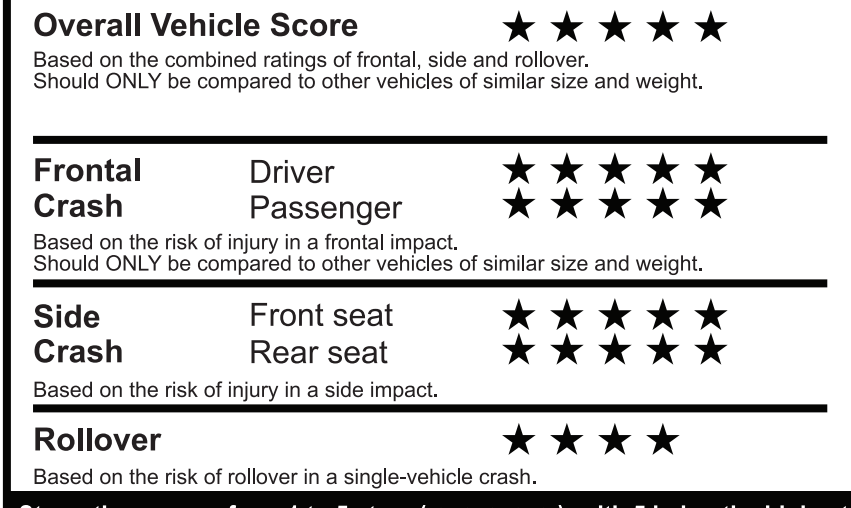 Overall Vehicle Score ★ ★ ★ ★ ★
Based on the combined ratings of frontal, side and rollover.
Should ONLY be compared to other vehicles of similar size and weight.
Frontal Driver ★ ★ ★ ★ ★
Crash Passenger ★ ★ ★ ★ ★
Based on the risk of injury in a frontal impact.
Should ONLY be compared to other vehicles of similar size and weight.
Side Front seat ★ ★ ★ ★ ★
Crash Rear seat ★ ★ ★ ★ ★
Based on the risk of injury in a side impact.
Rollover ★ ★ ★ ★
Based on the risk of rollover in a single-vehicle crash.